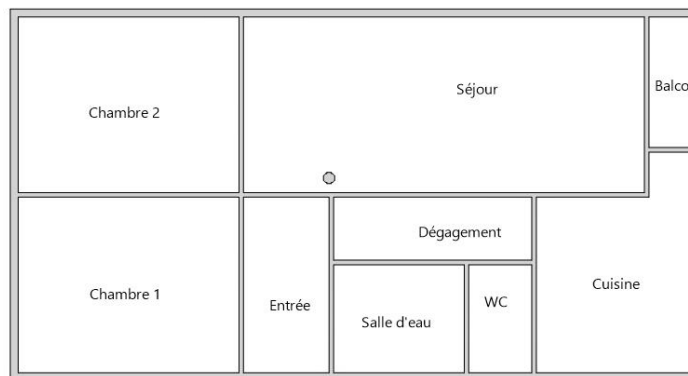 Chambre 2
Séjour
Balco
Chambre 1
Entrée
Dégagement
Salle d'eau
WC
Cuisine